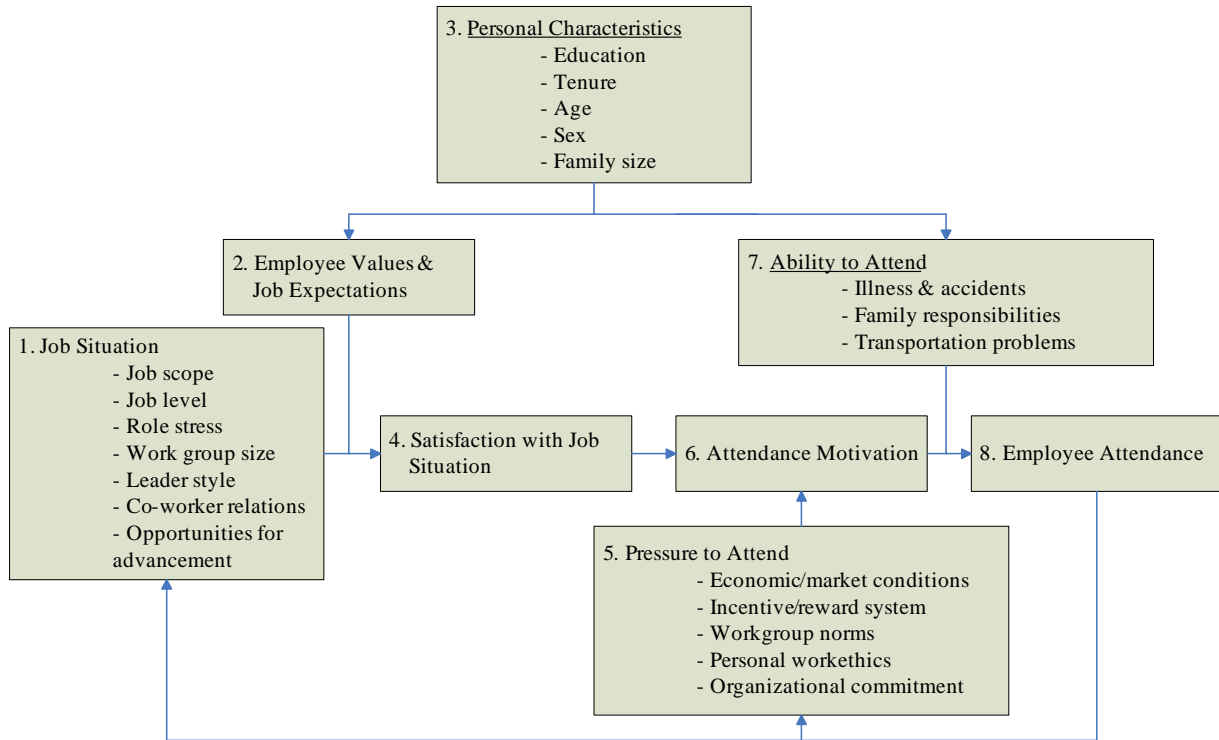 3. Personal Characteristics
- Education
- Tenure
- Age
- Sex
- Family size
2. Employee Values &
Job Expectations
7. Ability to Attend
- Illness & accidents
- Family responsibilities
- Transportation problems
1. Job Situation
- Job scope
- Job level
- Role stress
- Work group size
- Leader style
- Co-worker relations
- Opportunities for
advancement
4. Satisfaction with Job
Situation
6. Attendance Motivation
8. Employee Attendance
5. Pressure to Attend
- Economic/market conditions
- Incentive/reward system
- Workgroup norms
- Personal workethics
- Organizational commitment